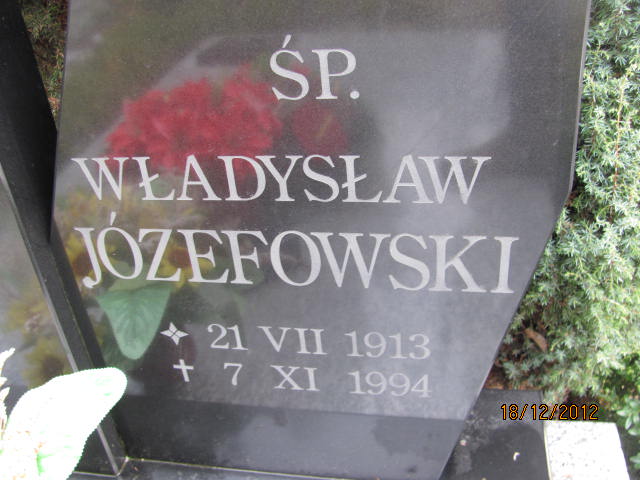 ŚP.
WŁADYSŁAW
JÓZEFOWSKI
21 VII 1913
7 XI 1994
18/12/2012